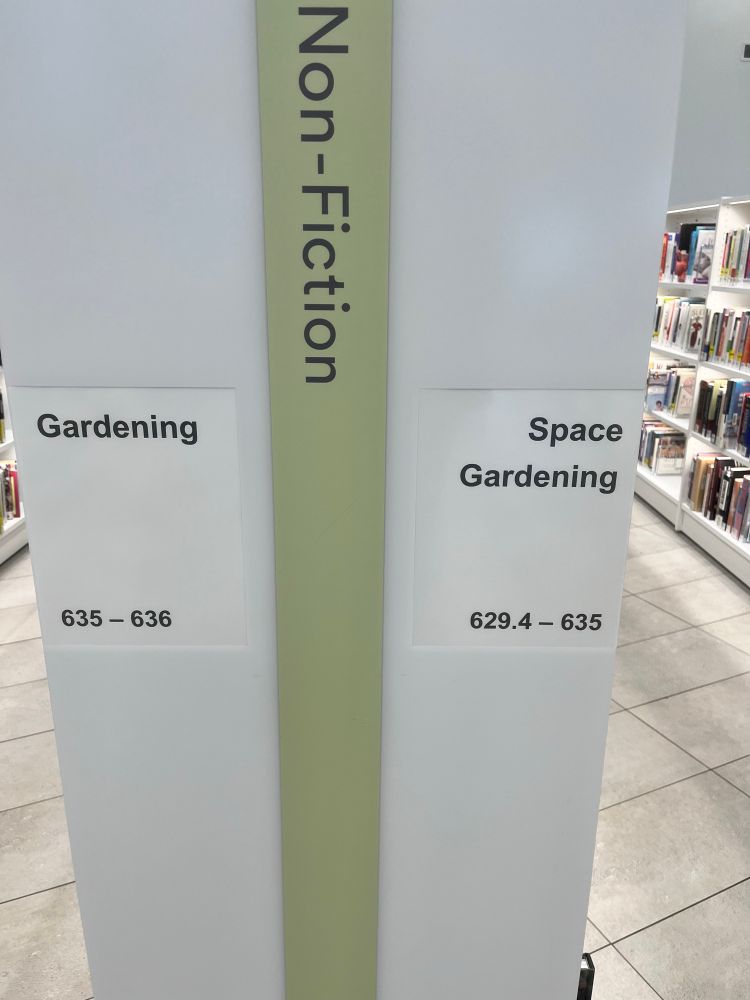 Non-Fiction
Gardening
635 – 636
Space
Gardening
629.4 – 635